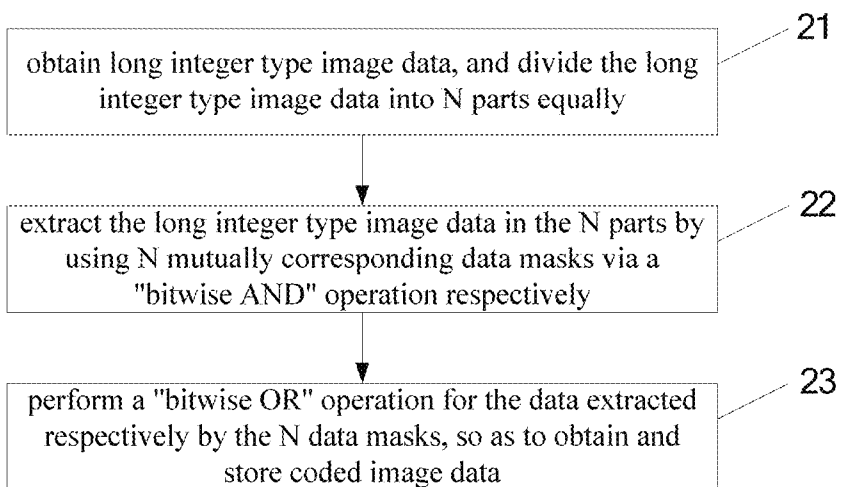 21
obtain long integer type image data, and divide the long
integer type image data into N parts equally
22
extract the long integer type image data in the N parts by
using N mutually corresponding data masks via a
"bitwise AND" operation respectively
23
perform a "bitwise OR" operation for the data extracted
respectively by the N data masks, so as to obtain and
store coded image data